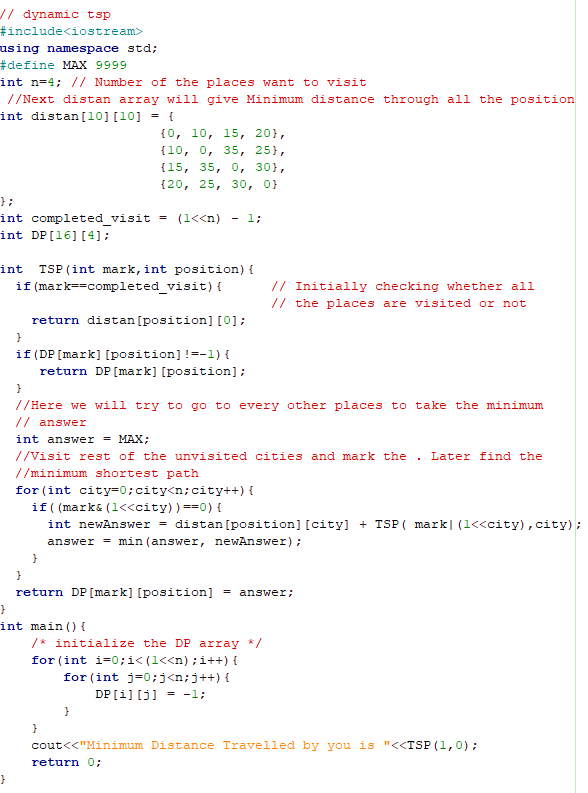 // dynamic tsp
#include<iostream>
using namespace std;
#define MAX 9999
int n=4; // Number of the places want to visit
//Next distan array will give Minimum distance through all the position
int distan[10][10] = {
{0, 10, 15, 20},
{10, 0, 35, 25},
{15, 35, 0, 30},
{20, 25, 30, 0}
};
int completed_visit = (1<<n) - 1;
int DP[16][4];
int  TSP(int mark,int position){
if(mark==completed_visit){      // Initially checking whether all
// the places are visited or not
return distan[position][0];
}
if(DP[mark][position]!=-1){
return DP[mark][position];
}
//Here we will try to go to every other places to take the minimum
// answer
int answer = MAX;
//Visit rest of the unvisited cities and mark the . Later find the
//minimum shortest path
for(int city=0;city<n;city++){
if((mark&(1<<city))==0){
int newAnswer = distan[position][city] + TSP( mark|(1<<city),city);
answer = min(answer, newAnswer);
}
}
return DP[mark][position] = answer;
}
int main(){
/* initialize the DP array */
for(int i=0;i<(1<<n);i++){
for(int j=0;j<n;j++){
DP[i][j] = -1;
}
}
cout<<"Minimum Distance Travelled by you is "<<TSP(1,0);
return 0;
}